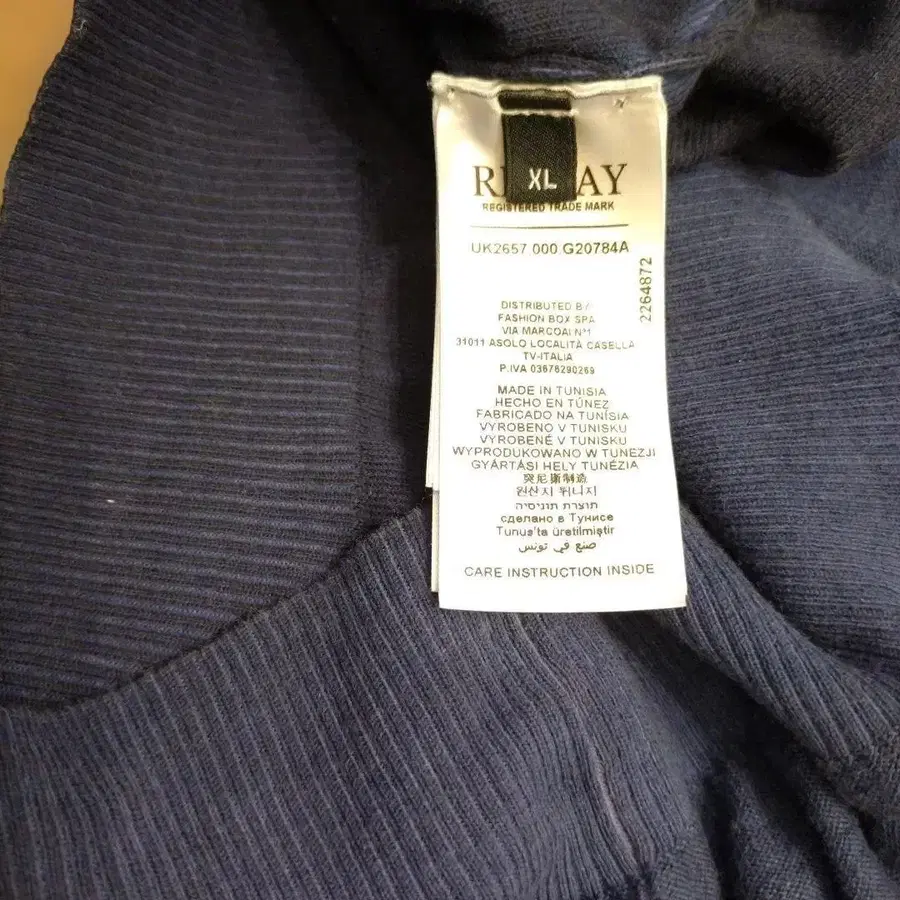 XL
R AY
REGISTERED TRADE MARK
UK2657 000 G20784A
2264872
DISTRIBUTED BY
FASHION BOX SPA
VIA MARCOAI N°1
31011 ASOLO LOCALITÀ CASELLA
TV-ITALIA
P.IVA 03676290269
MADE IN TUNISIA
HECHO EN TÚNEZ
FABRICADO NA TUNÍSIA
VYROBENO V TUNISKU
VYROBENÉ V TUNISKU
WYPRODUKOWANO W TUNEZJI
GYÁRTÁSI HELY TUNÉZIA
突尼斯制造
원산지 튀니지
תוצרת תוניסיה
сделано в Тунисе
Tunus'ta üretilmiştir
صنع في تونس
CARE INSTRUCTION INSIDE